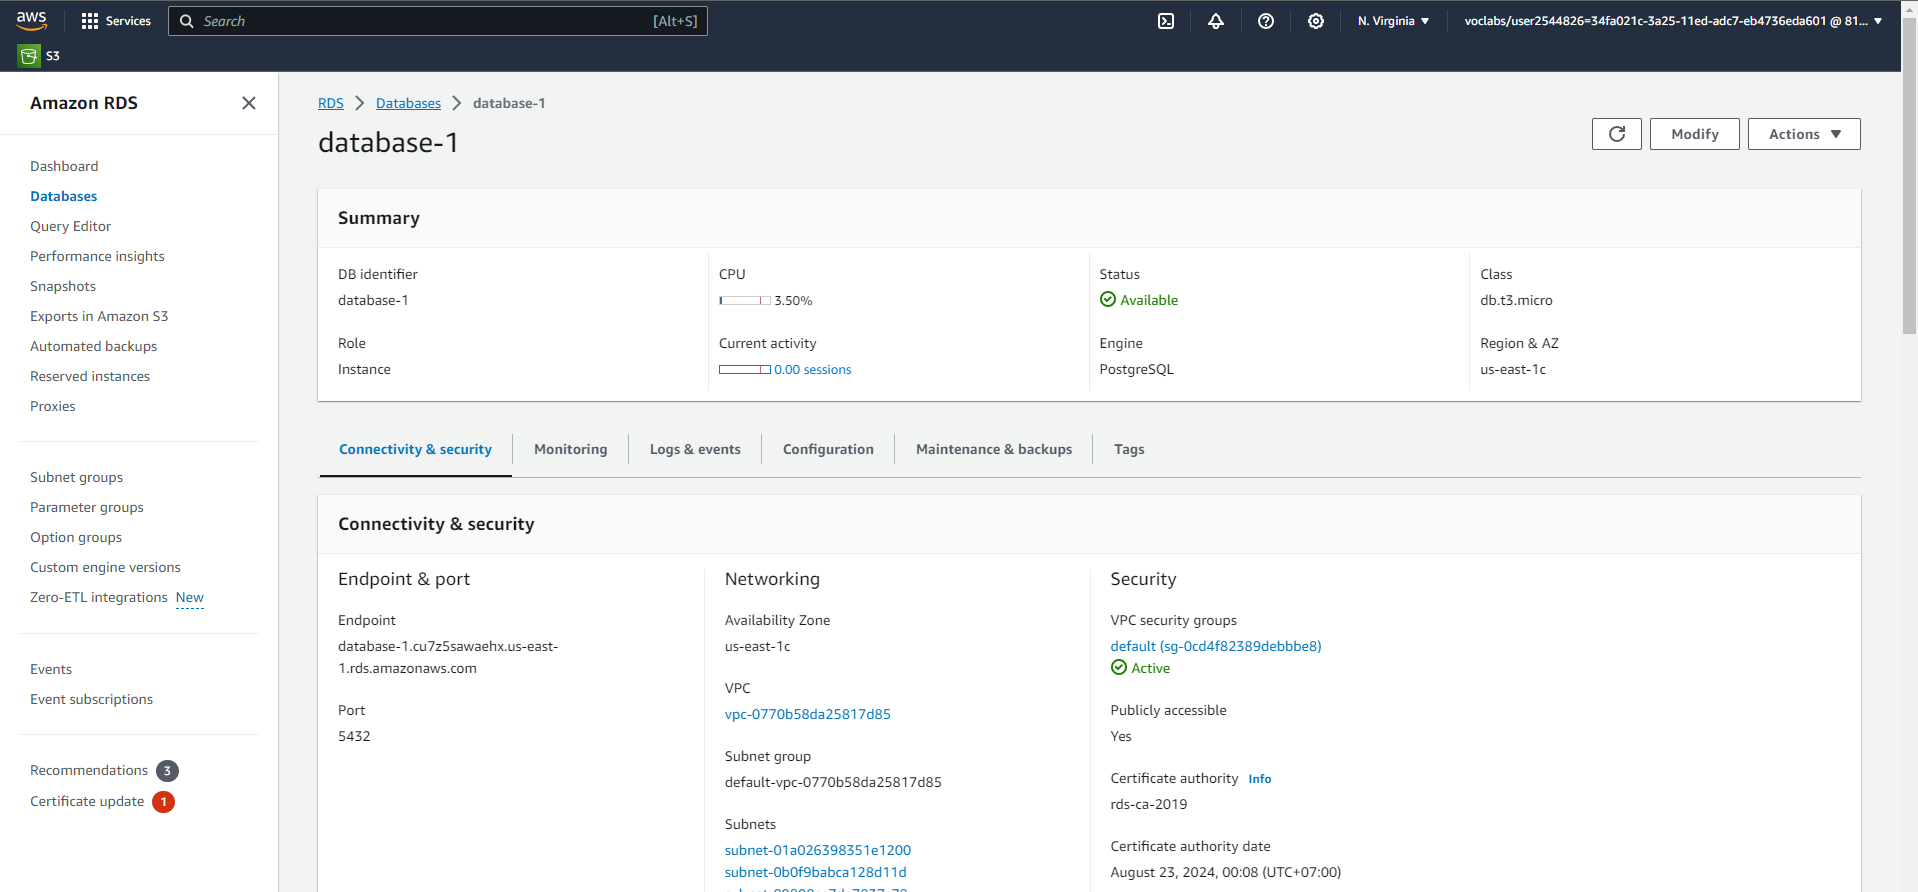 aws
Services
Search
[Alt+S]
N. Virginia
voclabs/user2544826=34fa021c-3a25-11ed-adc7-eb4736eda601 @ 81...
S3
Amazon RDS
Dashboard
Databases
Query Editor
Performance insights
Snapshots
Exports in Amazon S3
Automated backups
Reserved instances
Proxies
Subnet groups
Parameter groups
Option groups
Custom engine versions
Zero-ETL integrations New
Events
Event subscriptions
Recommendations 3
Certificate update 1
RDS > Databases > database-1
database-1
Modify
Actions
Summary
DB identifier
database-1
Role
Instance
CPU
3.50%
Current activity
0.00 sessions
Status
Available
Engine
PostgreSQL
Class
db.t3.micro
Region & AZ
us-east-1c
Connectivity & security
Monitoring
Logs & events
Configuration
Maintenance & backups
Tags
Connectivity & security
Endpoint & port
Endpoint
database-1.cu7z5sawaehx.us-east-
1.rds.amazonaws.com
Port
5432
Networking
Availability Zone
us-east-1c
VPC
vpc-0770b58da25817d85
Subnet group
default-vpc-0770b58da25817d85
Subnets
subnet-01a026398351e1200
subnet-0b0f9babca128d11d
Security
VPC security groups
default (sg-0cd4f82389debbbe8)
Active
Publicly accessible
Yes
Certificate authority Info
rds-ca-2019
Certificate authority date
August 23, 2024, 00:08 (UTC+07:00)